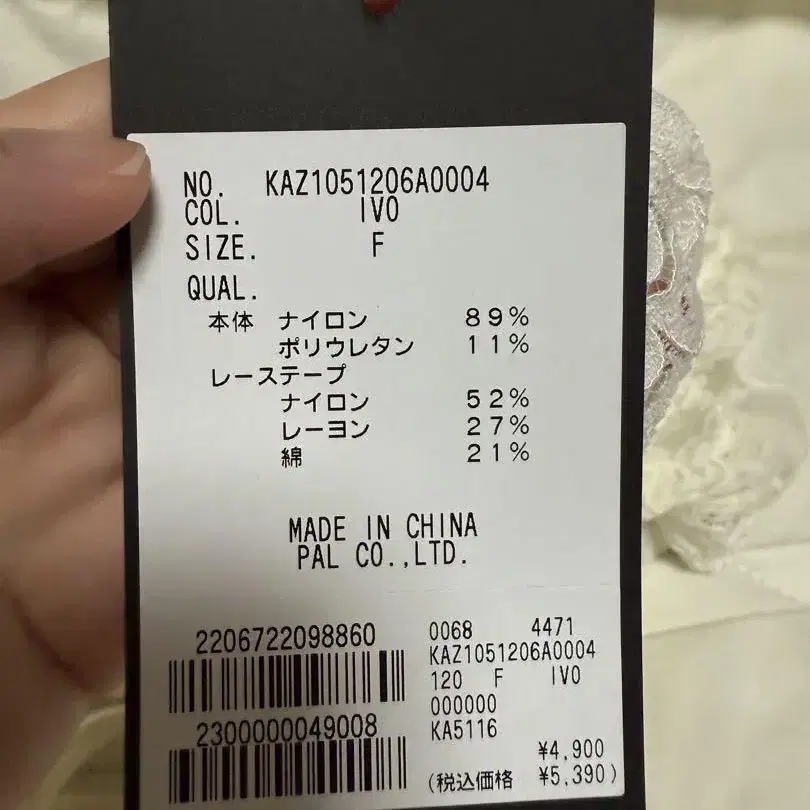 NO. KAZ1051206A0004
COL. IVO
SIZE. F
QUAL.
本体 ナイロン 89%
ポリウレタン 11%
レーステープ
ナイロン 52%
レーヨン 27%
綿 21%
MADE IN CHINA
PAL CO.,LTD.
2206722098860
2300000049008
0068 4471
KAZ1051206A0004
120 F IVO
000000
KA5116
¥4,900
(税込価格 ¥5,390)